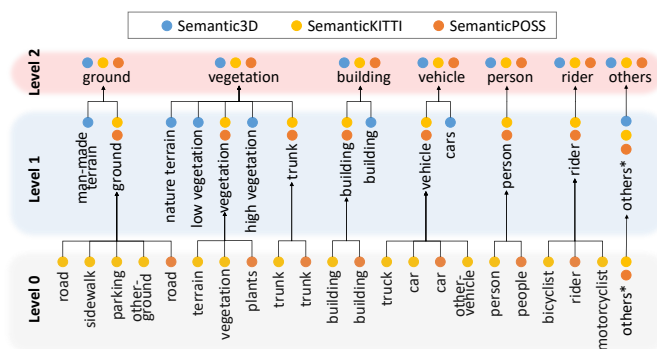 Semantic3D
SemanticKITTI
SemanticPOSS
Level 2
ground
vegetation
building
vehicle
person
rider
others
Level 1
man-made
terrain
ground
nature terrain
low vegetation
vegetation
high vegetation
trunk
building
building
vehicle
cars
person
rider
others*
Level 0
road
sidewalk
parking
other-
ground
road
terrain
vegetation
plants
trunk
trunk
building
building
truck
car
car
other-
vehicle
person
people
bicyclist
rider
motorcyclist
others*